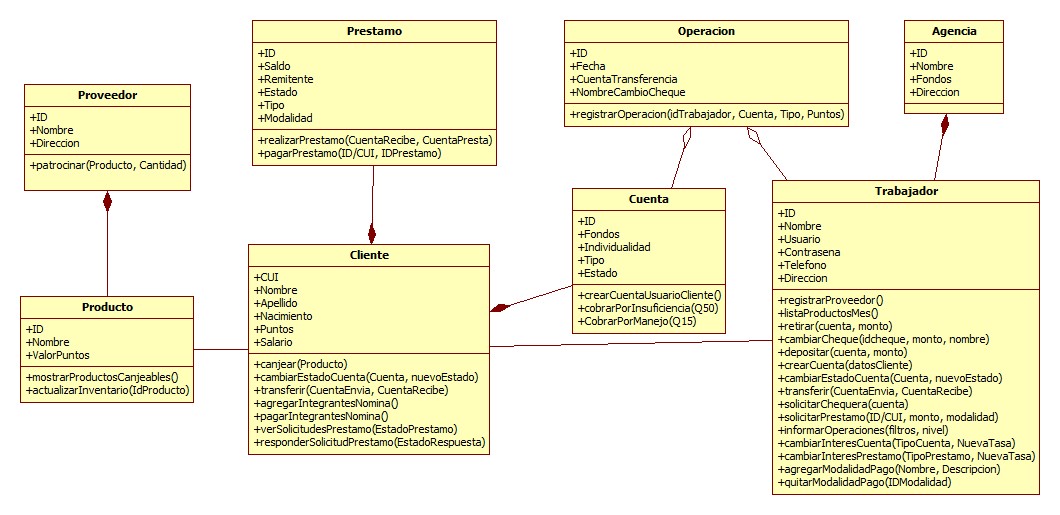 Proveedor
+ID
+Nombre
+Direccion
+patrocinar(Producto, Cantidad)
Prestamo
+ID
+Saldo
+Remitente
+Estado
+Tipo
+Modalidad
+realizarPrestamo(CuentaRecibe, CuentaPresta)
+pagarPrestamo(ID/CUI, IDPrestamo)
Operacion
+ID
+Fecha
+CuentaTransferencia
+NombreCambioCheque
+registrarOperacion(idTrabajador, Cuenta, Tipo, Puntos)
Agencia
+ID
+Nombre
+Fondos
+Direccion
Producto
+ID
+Nombre
+ValorPuntos
+mostrarProductosCanjeables()
+actualizarInventario(IdProducto)
Cliente
+CUI
+Nombre
+Apellido
+Nacimiento
+Puntos
+Salario
+canjear(Producto)
+cambiarEstadoCuenta(Cuenta, nuevoEstado)
+transferir(CuentaEnvia, CuentaRecibe)
+agregarIntegrantesNomina()
+pagarIntegrantesNomina()
+verSolicitudesPrestamo(EstadoPrestamo)
+responderSolicitudPrestamo(EstadoRespuesta)
Cuenta
+ID
+Fondos
+Individualidad
+Tipo
+Estado
+crearCuentaUsuarioCliente()
+cobrarPorInsuficiencia(Q50)
+CobrarPorManejo(Q15)
Trabajador
+ID
+Nombre
+Usuario
+Contrasena
+Telefono
+Direccion
+registrarProveedor()
+listaProductosMes()
+retirar(cuenta, monto)
+cambiarCheque(idcheque, monto, nombre)
+depositar(cuenta, monto)
+crearCuenta(datosCliente)
+cambiarEstadoCuenta(Cuenta, nuevoEstado)
+transferir(CuentaEnvia, CuentaRecibe)
+solicitarChequera(cuenta)
+solicitarPrestamo(ID/CUI, monto, modalidad)
+informarOperaciones(filtros, nivel)
+cambiarInteresCuenta(TipoCuenta, NuevaTasa)
+cambiarInteresPrestamo(TipoPrestamo, NuevaTasa)
+agregarModalidadPago(Nombre, Descripcion)
+quitarModalidadPago(IDModalidad)